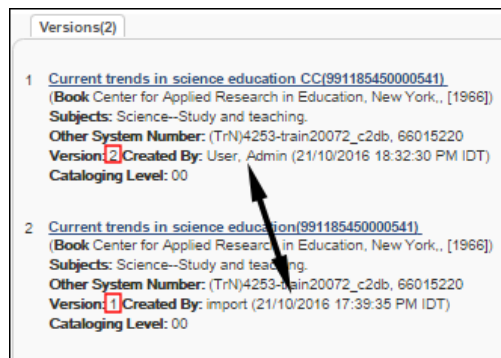 Versions(2)
1 Current trends in science education CC(991185450000541)
(Book Center for Applied Research in Education, New York,, [1966])
Subjects: Science--Study and teaching.
Other System Number: (TrN)4253-train20072_c2db, 66015220
Version: 2 Created By: User, Admin (21/10/2016 18:32:30 PM IDT)
Cataloging Level: 00
2 Current trends in science education(991185450000541)
(Book Center for Applied Research in Education, New York,, [1966])
Subjects: Science--Study and teaching.
Other System Number: (TrN)4253-train20072_c2db, 66015220
Version: 1 Created By: import (21/10/2016 17:39:35 PM IDT)
Cataloging Level: 00